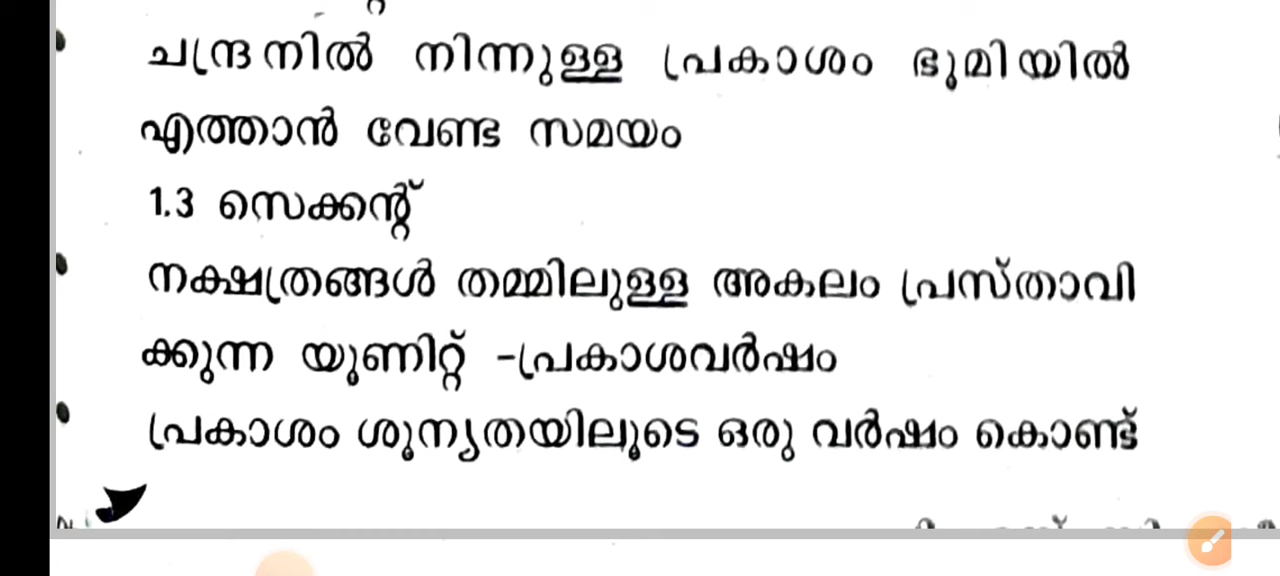 ചന്ദ്രനിൽ നിന്നുള്ള പ്രകാശം ഭൂമിയിൽ
എത്താൻ വേണ്ട സമയം
1.3 സെക്കന്റ്
നക്ഷത്രങ്ങൾ തമ്മിലുള്ള അകലം പ്രസ്താവി
ക്കുന്ന യുണിറ്റ് -പ്രകാശവർഷം
പ്രകാശം ശുന്യതയിലൂടെ ഒരു വർഷം കൊണ്ട്